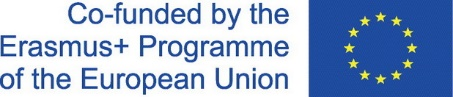 Co-funded by the
Erasmus+ Programme
of the European Union